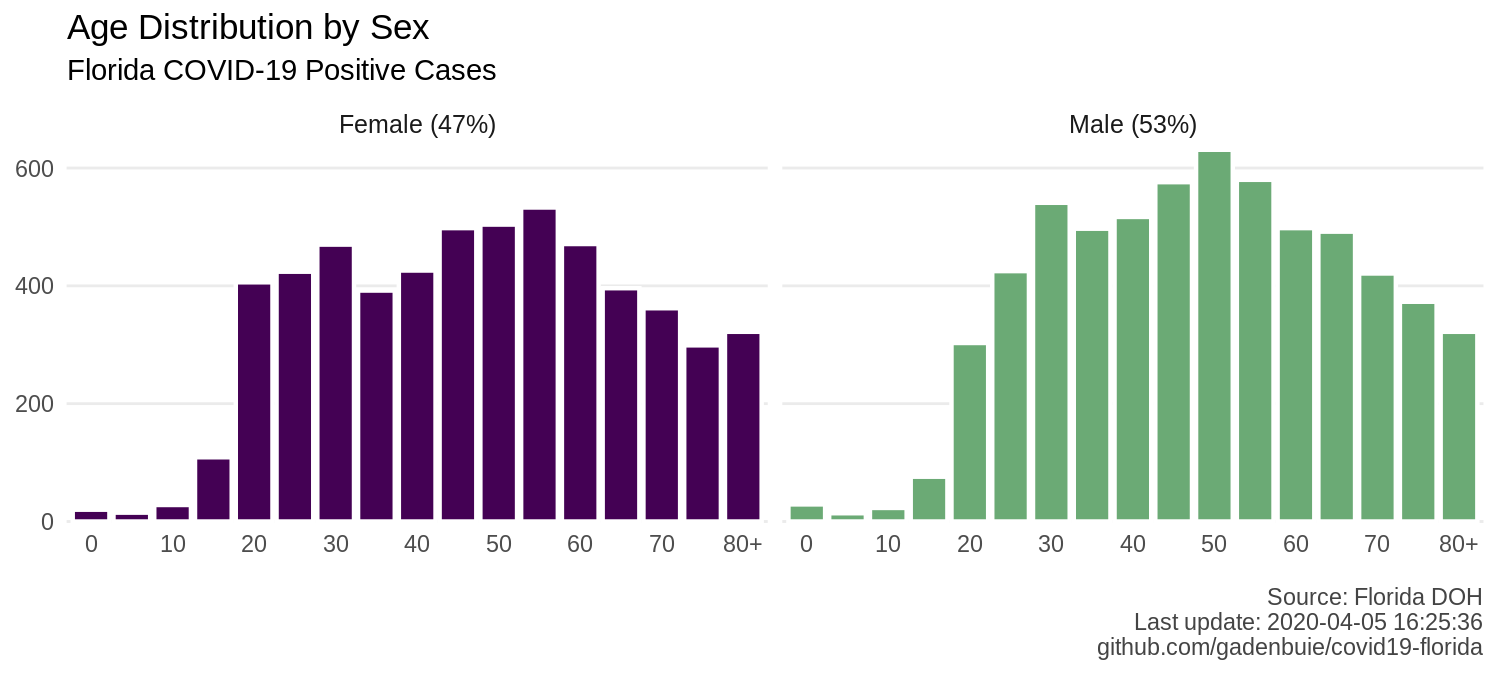 Age Distribution by Sex
Florida COVID-19 Positive Cases
Female (47%)
Male (53%)
600
400
200
0
0 10 20 30 40 50 60 70 80+
0 10 20 30 40 50 60 70 80+
Source: Florida DOH
Last update: 2020-04-05 16:25:36
github.com/gadenbuie/covid19-florida